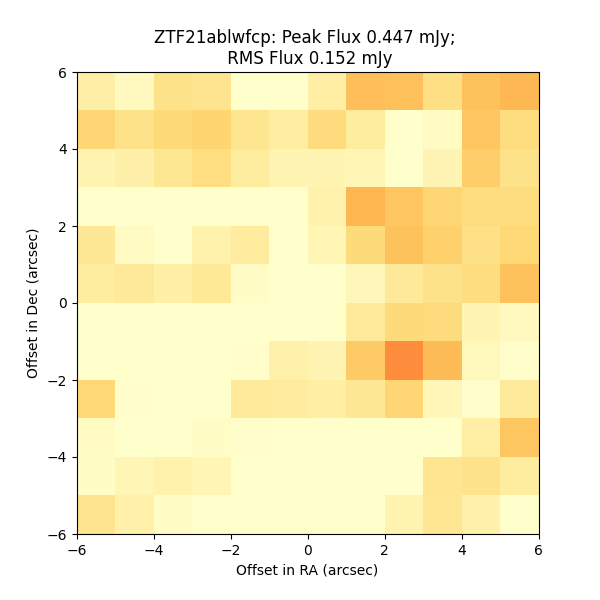 ZTF21ablwfcp: Peak Flux 0.447 mJy;
RMS Flux 0.152 mJy
6
4
2
0
−2
−4
−6
Offset in Dec (arcsec)
−6 −4 −2 0 2 4 6
Offset in RA (arcsec)